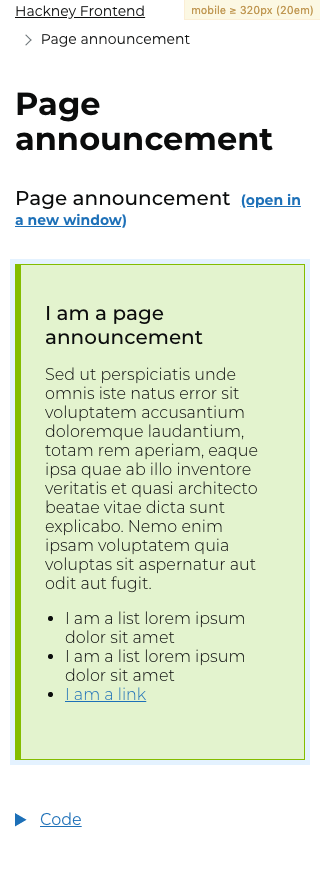 Hackney Frontend
mobile ≥ 320px (20em)
Page announcement
Page
announcement
Page announcement (open in
a new window)
I am a page
announcement
Sed ut perspiciatis unde
omnis iste natus error sit
voluptatem accusantium
doloremque laudantium,
totam rem aperiam, eaque
ipsa quae ab illo inventore
veritatis et quasi architecto
beatae vitae dicta sunt
explicabo. Nemo enim
ipsam voluptatem quia
voluptas sit aspernatur aut
odit aut fugit.
• I am a list lorem ipsum
dolor sit amet
• I am a list lorem ipsum
dolor sit amet
• I am a link
Code